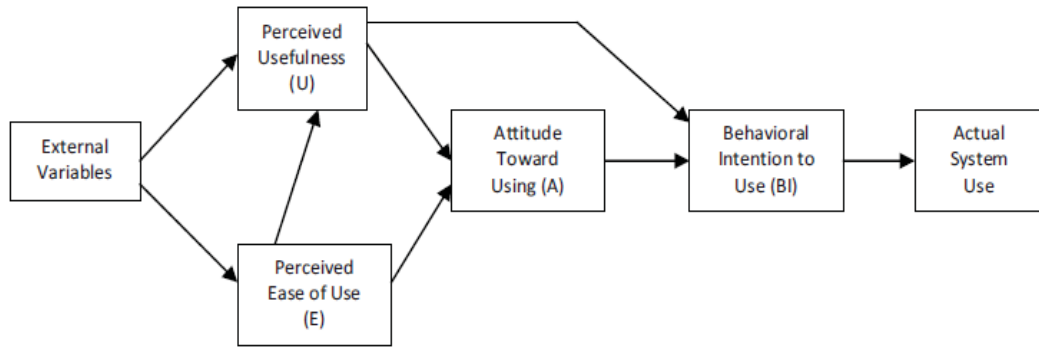 External
Variables
Perceived
Usefulness
(U)
Perceived
Ease of Use
(E)
Attitude
Toward
Using (A)
Behavioral
Intention to
Use (BI)
Actual
System
Use